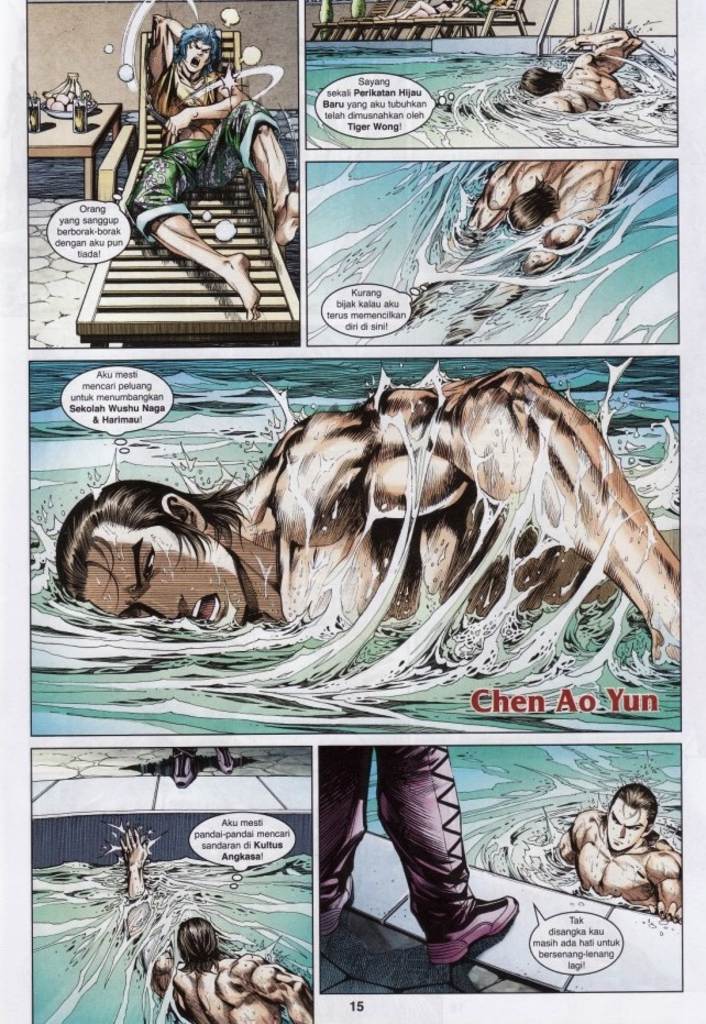 Orang
yang sanggup
berborak-borak
dengan aku pun
tiada!
Sayang
sekali Perikatan Hijau
Baru yang aku tubuhkan
telah dimusnahkan oleh
Tiger Wong!
Kurang
bijak kalau aku
terus memencilkan
diri di sini!
Aku mesti
mencari peluang
untuk menumbangkan
Sekolah Wushu Naga
& Harimau!
Chen Ao Yun
Aku mesti
pandai-pandai mencari
sandaran di Kultus
Angkasa!
Tak
disangka kau
masih ada hati untuk
bersenang-lenang
lagi!
15